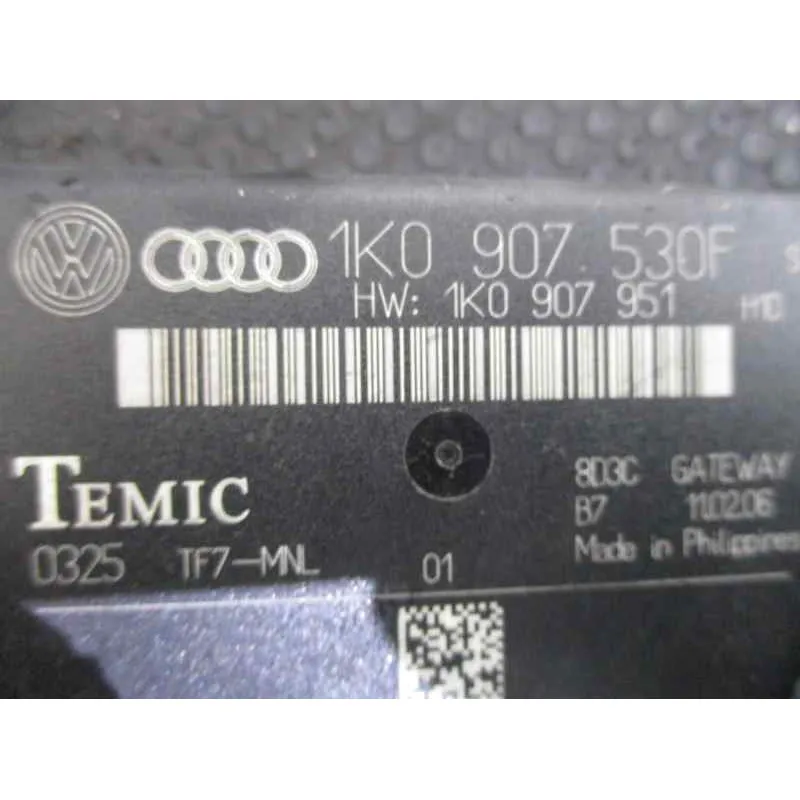 1K0 907 530F
HW: 1K0 907 951 H10
TEMIC
8D3C GATEWAY
B7 11.02.06
Made in Philippines
0325 TF7-MNL 01